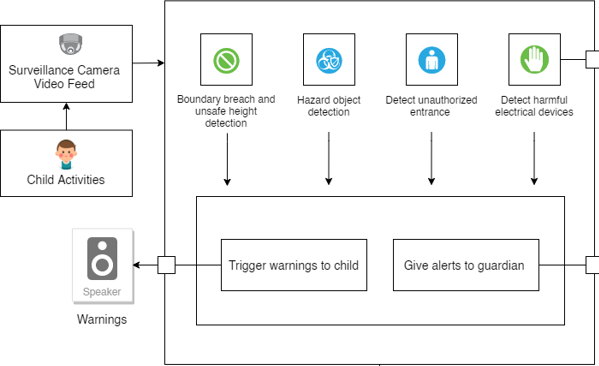 Surveillance Camera
Video Feed
Child Activities
Boundary breach and
unsafe height
detection
Hazard object
detection
Detect unauthorized
entrance
Detect harmful
electrical devices
Trigger warnings to child
Give alerts to guardian
Speaker
Warnings